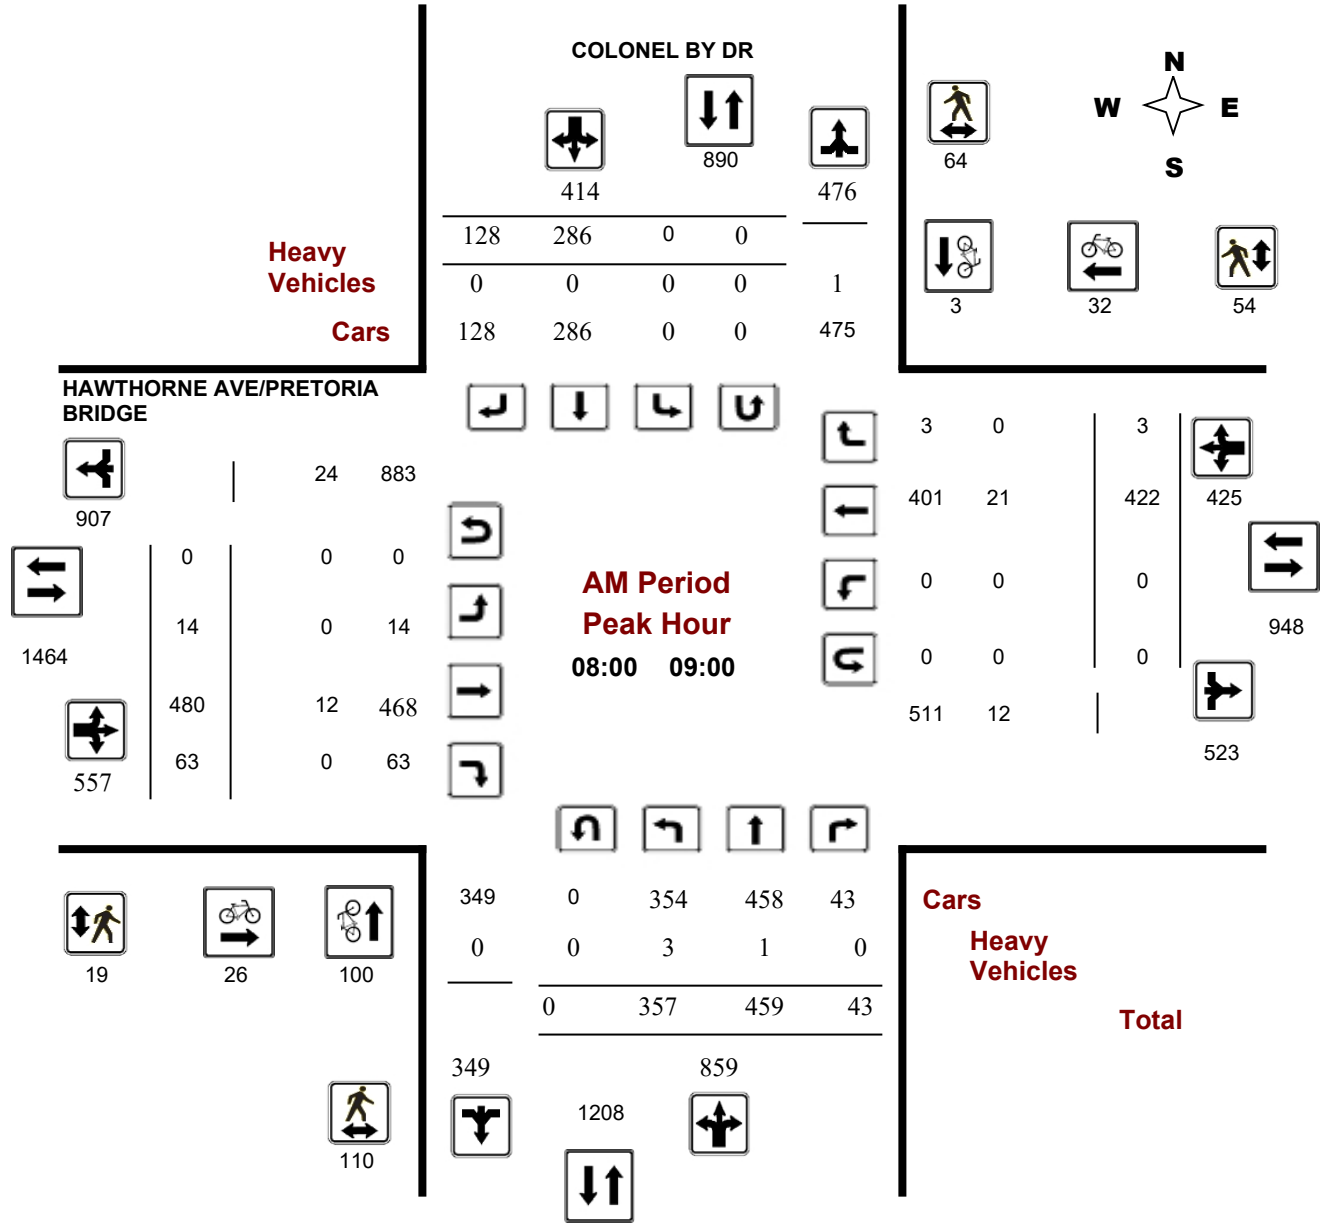 COLONEL BY DR
N
W E
S
890
64
414 476
128 286 0 0
Heavy
Vehicles
0 0 0 0 1
3 32 54
Cars
128 286 0 0 475
HAWTHORNE AVE/PRETORIA
BRIDGE
3 0 3
24 883
401 21 422 425
907
0 0 0
AM Period
0 0 0
Peak Hour
14 0 14
948
1464
08:00 09:00
0 0 0
480 12 468
511 12
523
63 0 63
557
349 0 354 458 43
Cars
0 0 3 1 0
Heavy
Vehicles
19 26 100
0 357 459 43
Total
349 859
1208
110